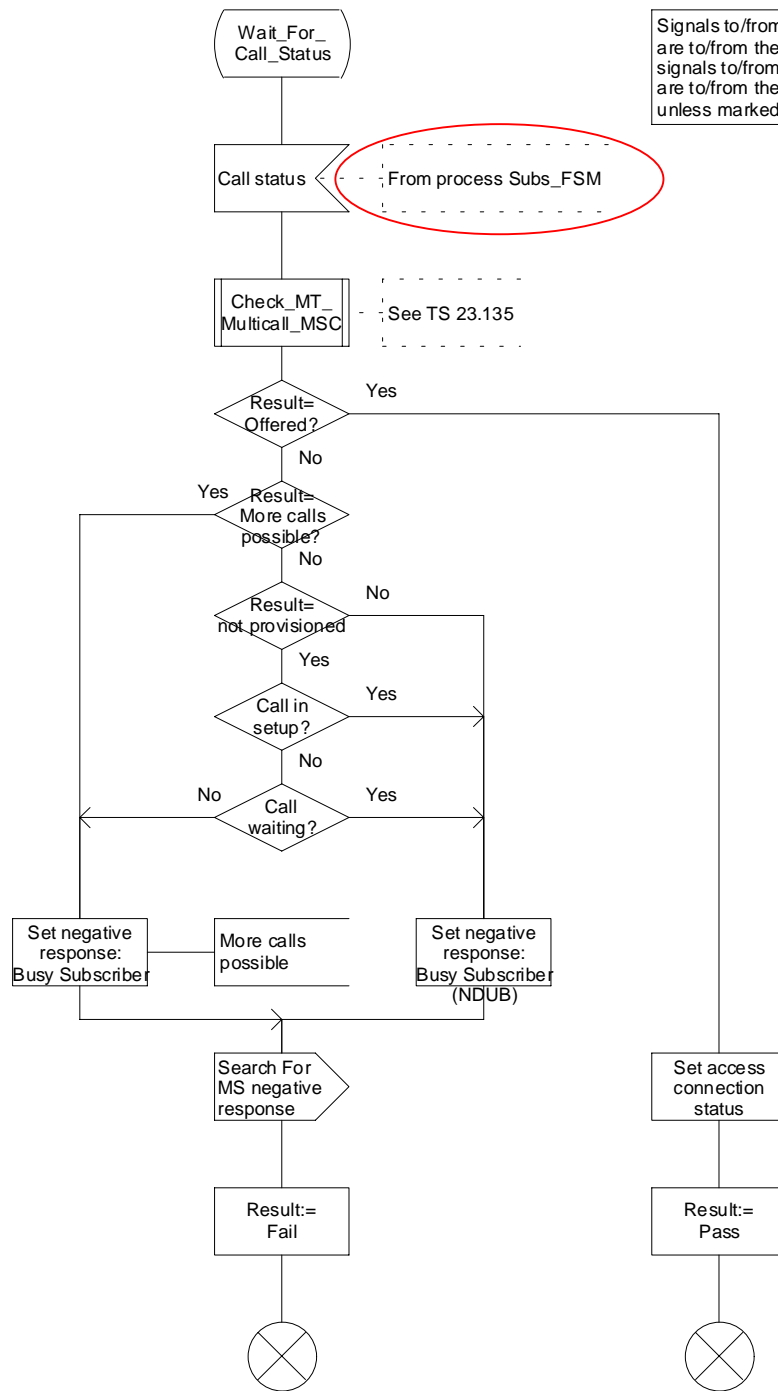 Wait_For_
Call_Status
Signals to/from
are to/from the
signals to/from
are to/from the
unless marked
Call status
From process Subs_FSM
Check_MT_
Multicall_MSC
See TS 23.135
Result=
Offered?
Yes
No
Result=
More calls
possible?
Yes
No
Result=
not provisioned
No
Yes
Call in
setup?
Yes
No
Call
waiting?
No
Yes
Set negative
response:
Busy Subscriber
More calls
possible
Set negative
response:
Busy Subscriber
(NDUB)
Search For
MS negative
response
Set access
connection
status
Result:=
Fail
Result:=
Pass